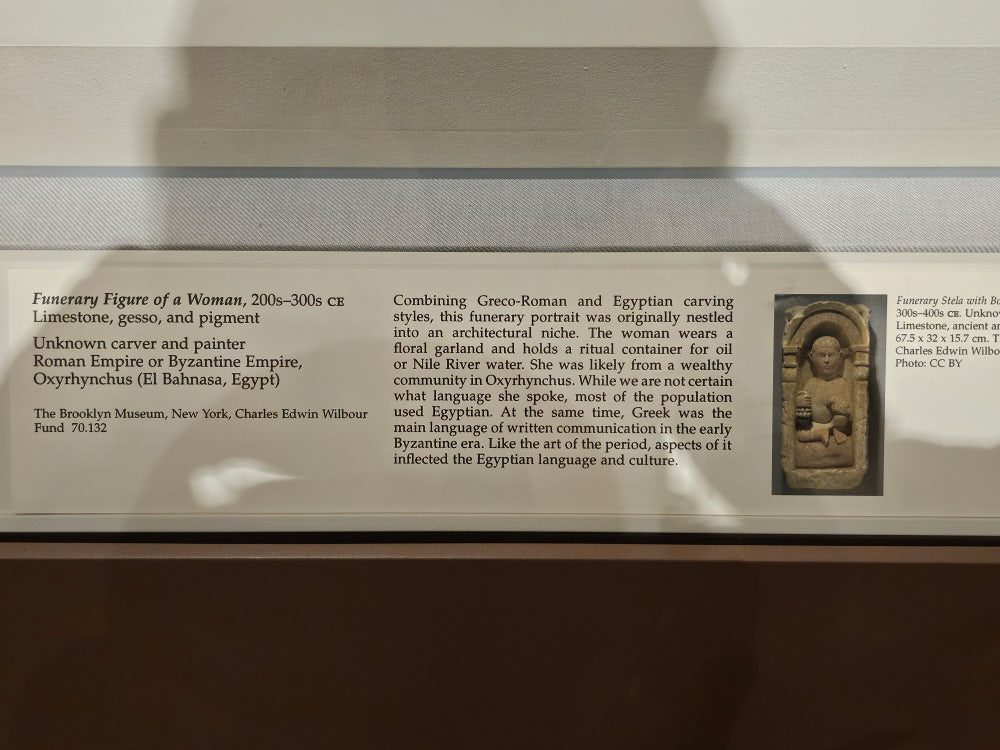 Funerary Figure of a Woman, 200s–300s CE
Limestone, gesso, and pigment
Unknown carver and painter
Roman Empire or Byzantine Empire,
Oxyrhynchus (El Bahnasa, Egypt)
The Brooklyn Museum, New York, Charles Edwin Wilbour
Fund 70.132
Combining Greco-Roman and Egyptian carving
styles, this funerary portrait was originally nestled
into an architectural niche. The woman wears a
floral garland and holds a ritual container for oil
or Nile River water. She was likely from a wealthy
community in Oxyrhynchus. While we are not certain
what language she spoke, most of the population
used Egyptian. At the same time, Greek was the
main language of written communication in the early
Byzantine era. Like the art of the period, aspects of it
inflected the Egyptian language and culture.
Funerary Stela with
300s–400s CE.
Limestone, ancient
67.5 x 32 x 15.7 cm.
Charles Edwin
Photo: CC BY